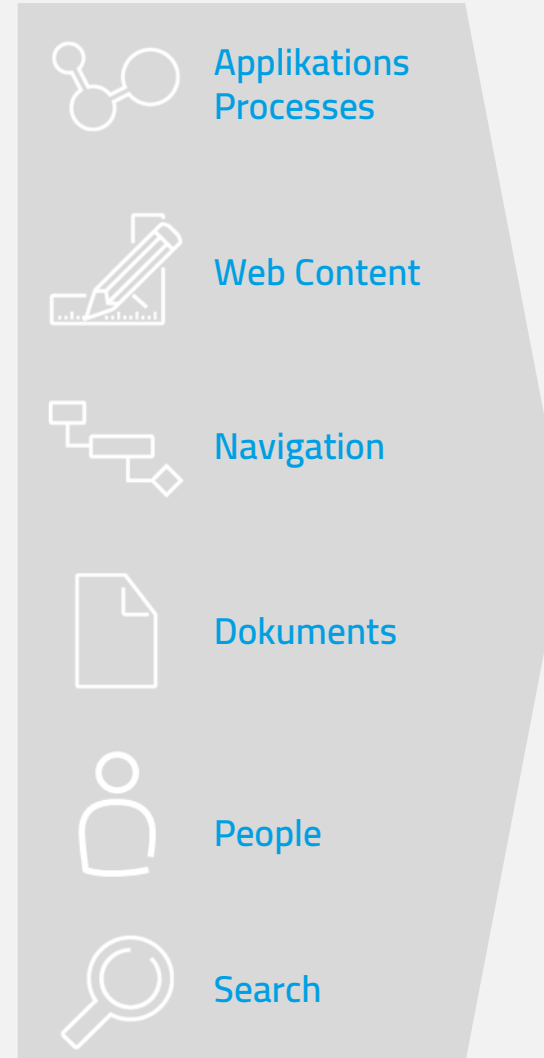 Applikations
Processes
Web Content
Navigation
Dokuments
People
Search